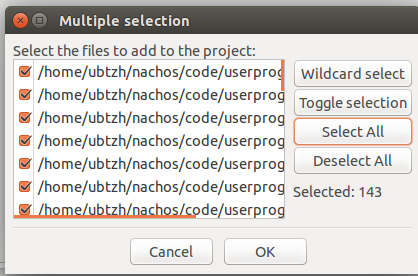 Multiple selection
Select the files to add to the project:
/home/ubtzh/nachos/code/userprog
/home/ubtzh/nachos/code/userprog
/home/ubtzh/nachos/code/userprog
/home/ubtzh/nachos/code/userprog
/home/ubtzh/nachos/code/userprog
/home/ubtzh/nachos/code/userprog
/home/ubtzh/nachos/code/userprog
Wildcard select
Toggle selection
Select All
Deselect All
Selected: 143
Cancel
OK